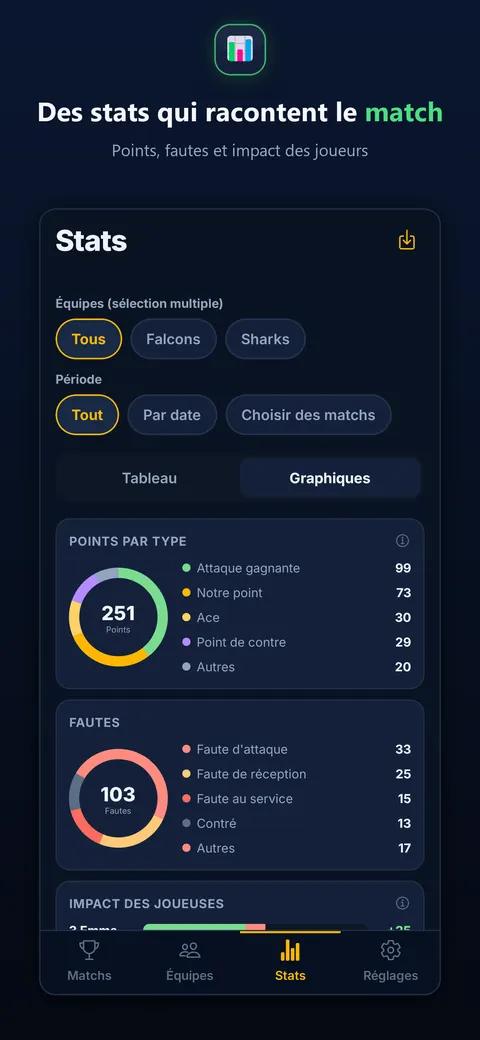 Des stats qui racontent le match
Points, fautes et impact des joueurs
Stats
Équipes (sélection multiple)
Tous Falcons Sharks
Période
Tout Par date Choisir des matchs
Tableau Graphiques
POINTS PAR TYPE
251
Points
Attaque gagnante 99
Notre point 73
Ace 30
Point de contre 29
Autres 20
FAUTES
103
Fautes
Faute d'attaque 33
Faute de réception 25
Faute au service 15
Contré 13
Autres 17
IMPACT DES JOUEUSES
Matchs Équipes Stats Réglages